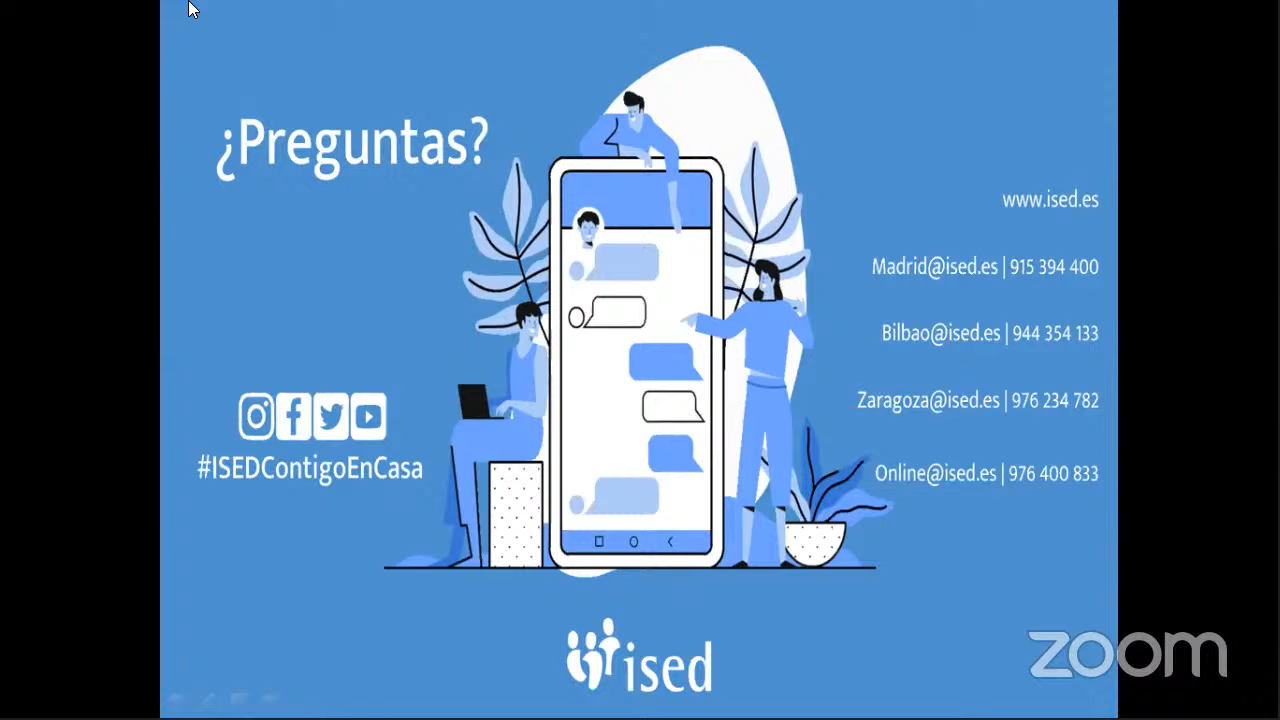 ¿Preguntas?
www.ised.es
Madrid@ised.es | 915 394 400
Bilbao@ised.es | 944 354 133
Zaragoza@ised.es | 976 234 782
Online@ised.es | 976 400 833
#ISEDContigoEnCasa
ised
zoom